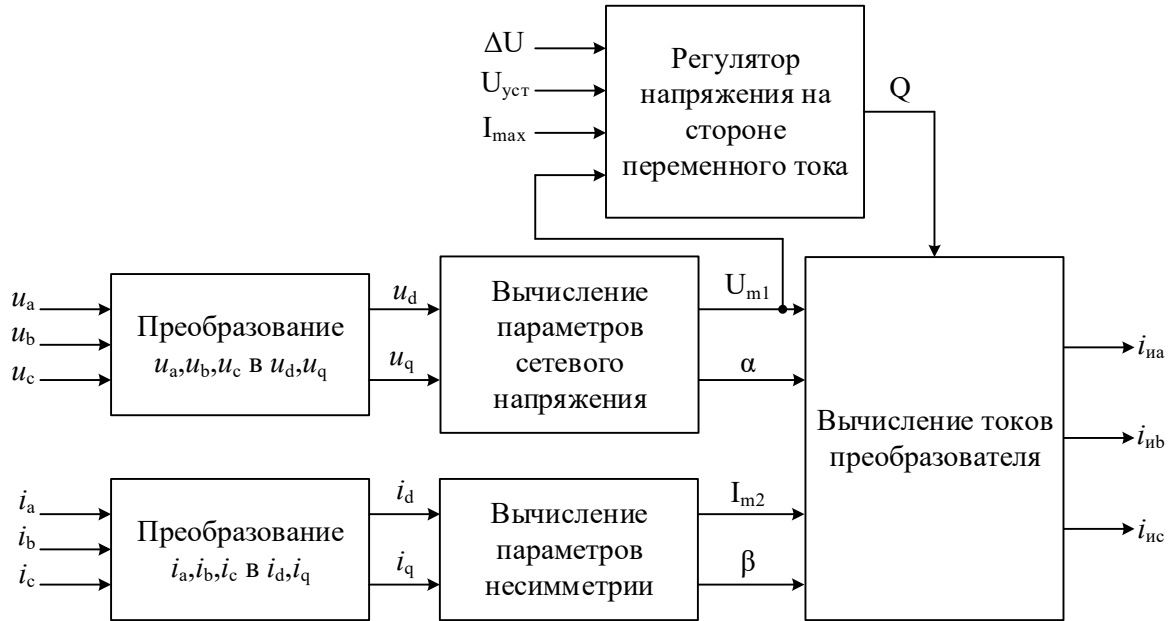 ΔU
Uуст
Imax
Регулятор
напряжения на
стороне
переменного тока
Q
ua
ub
uc
Преобразование
ua,ub,uc в ud,uq
ud
uq
Вычисление
параметров
сетевого
напряжения
Um1
α
ia
ib
ic
Преобразование
ia,ib,ic в id,iq
id
iq
Вычисление
параметров
несимметрии
Im2
β
Вычисление токов
преобразователя
iиa
iиb
iиc